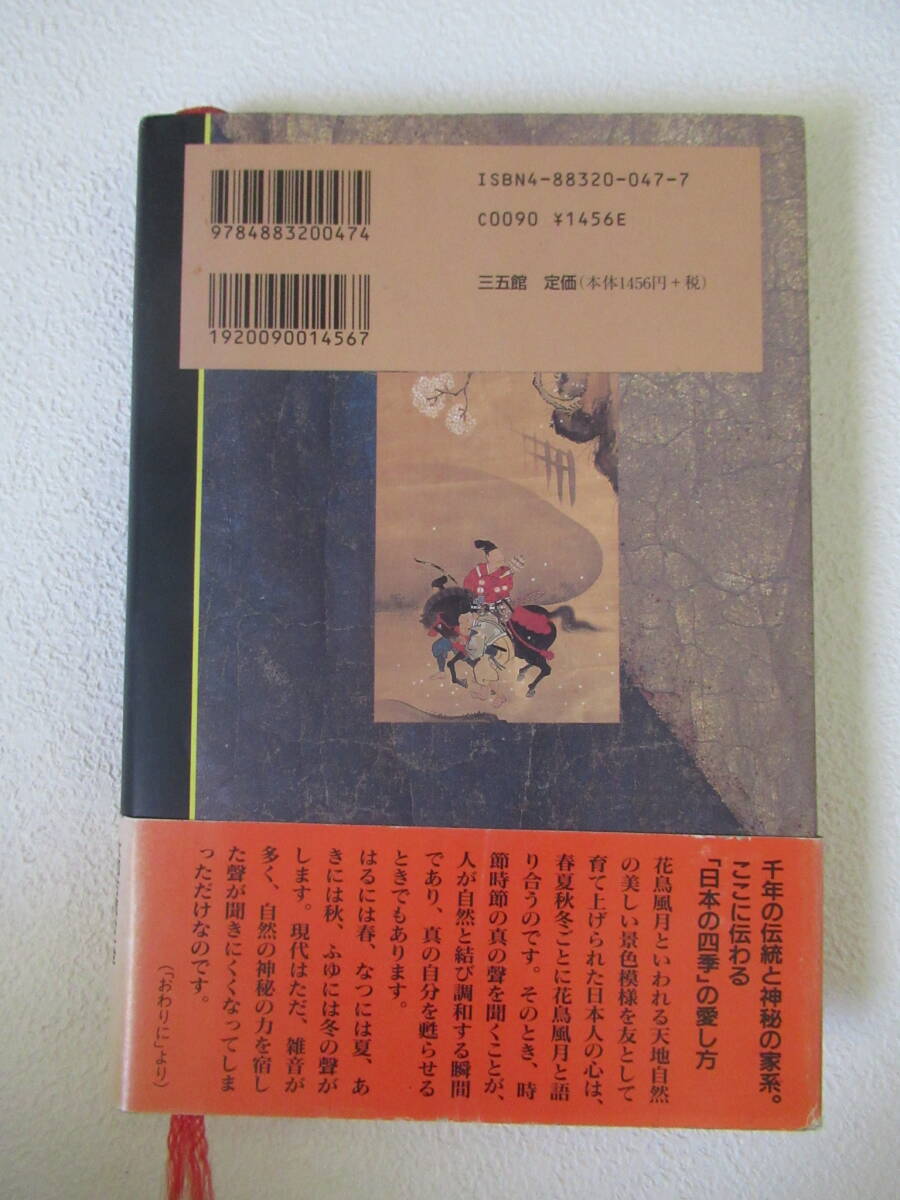 ISBN4-88320-047-7
C0090 ¥1456E
9784883200474
三五館 定価(本体1456円+税)
1920090014567
千年の伝統と神秘の家系。
ここに伝わる
「日本の四季」の愛し方
花鳥風月といわれる天地自然
の美しい景色模様を友として
育て上げられた日本人の心は、
春夏秋冬ごとに花鳥風月と語
り合うのです。そのとき、時
節時節の真の聲を聞くことが、
人が自然と結び調和する瞬間
であり、真の自分を甦らせる
ときでもあります。
はるには春、なつには夏、あ
きには秋、ふゆには冬の聲が
します。現代はただ、雑音が
多く、自然の神秘の力を宿し
た聲が聞きにくくなってしま
っただけなのです。
(「おわりに」より)